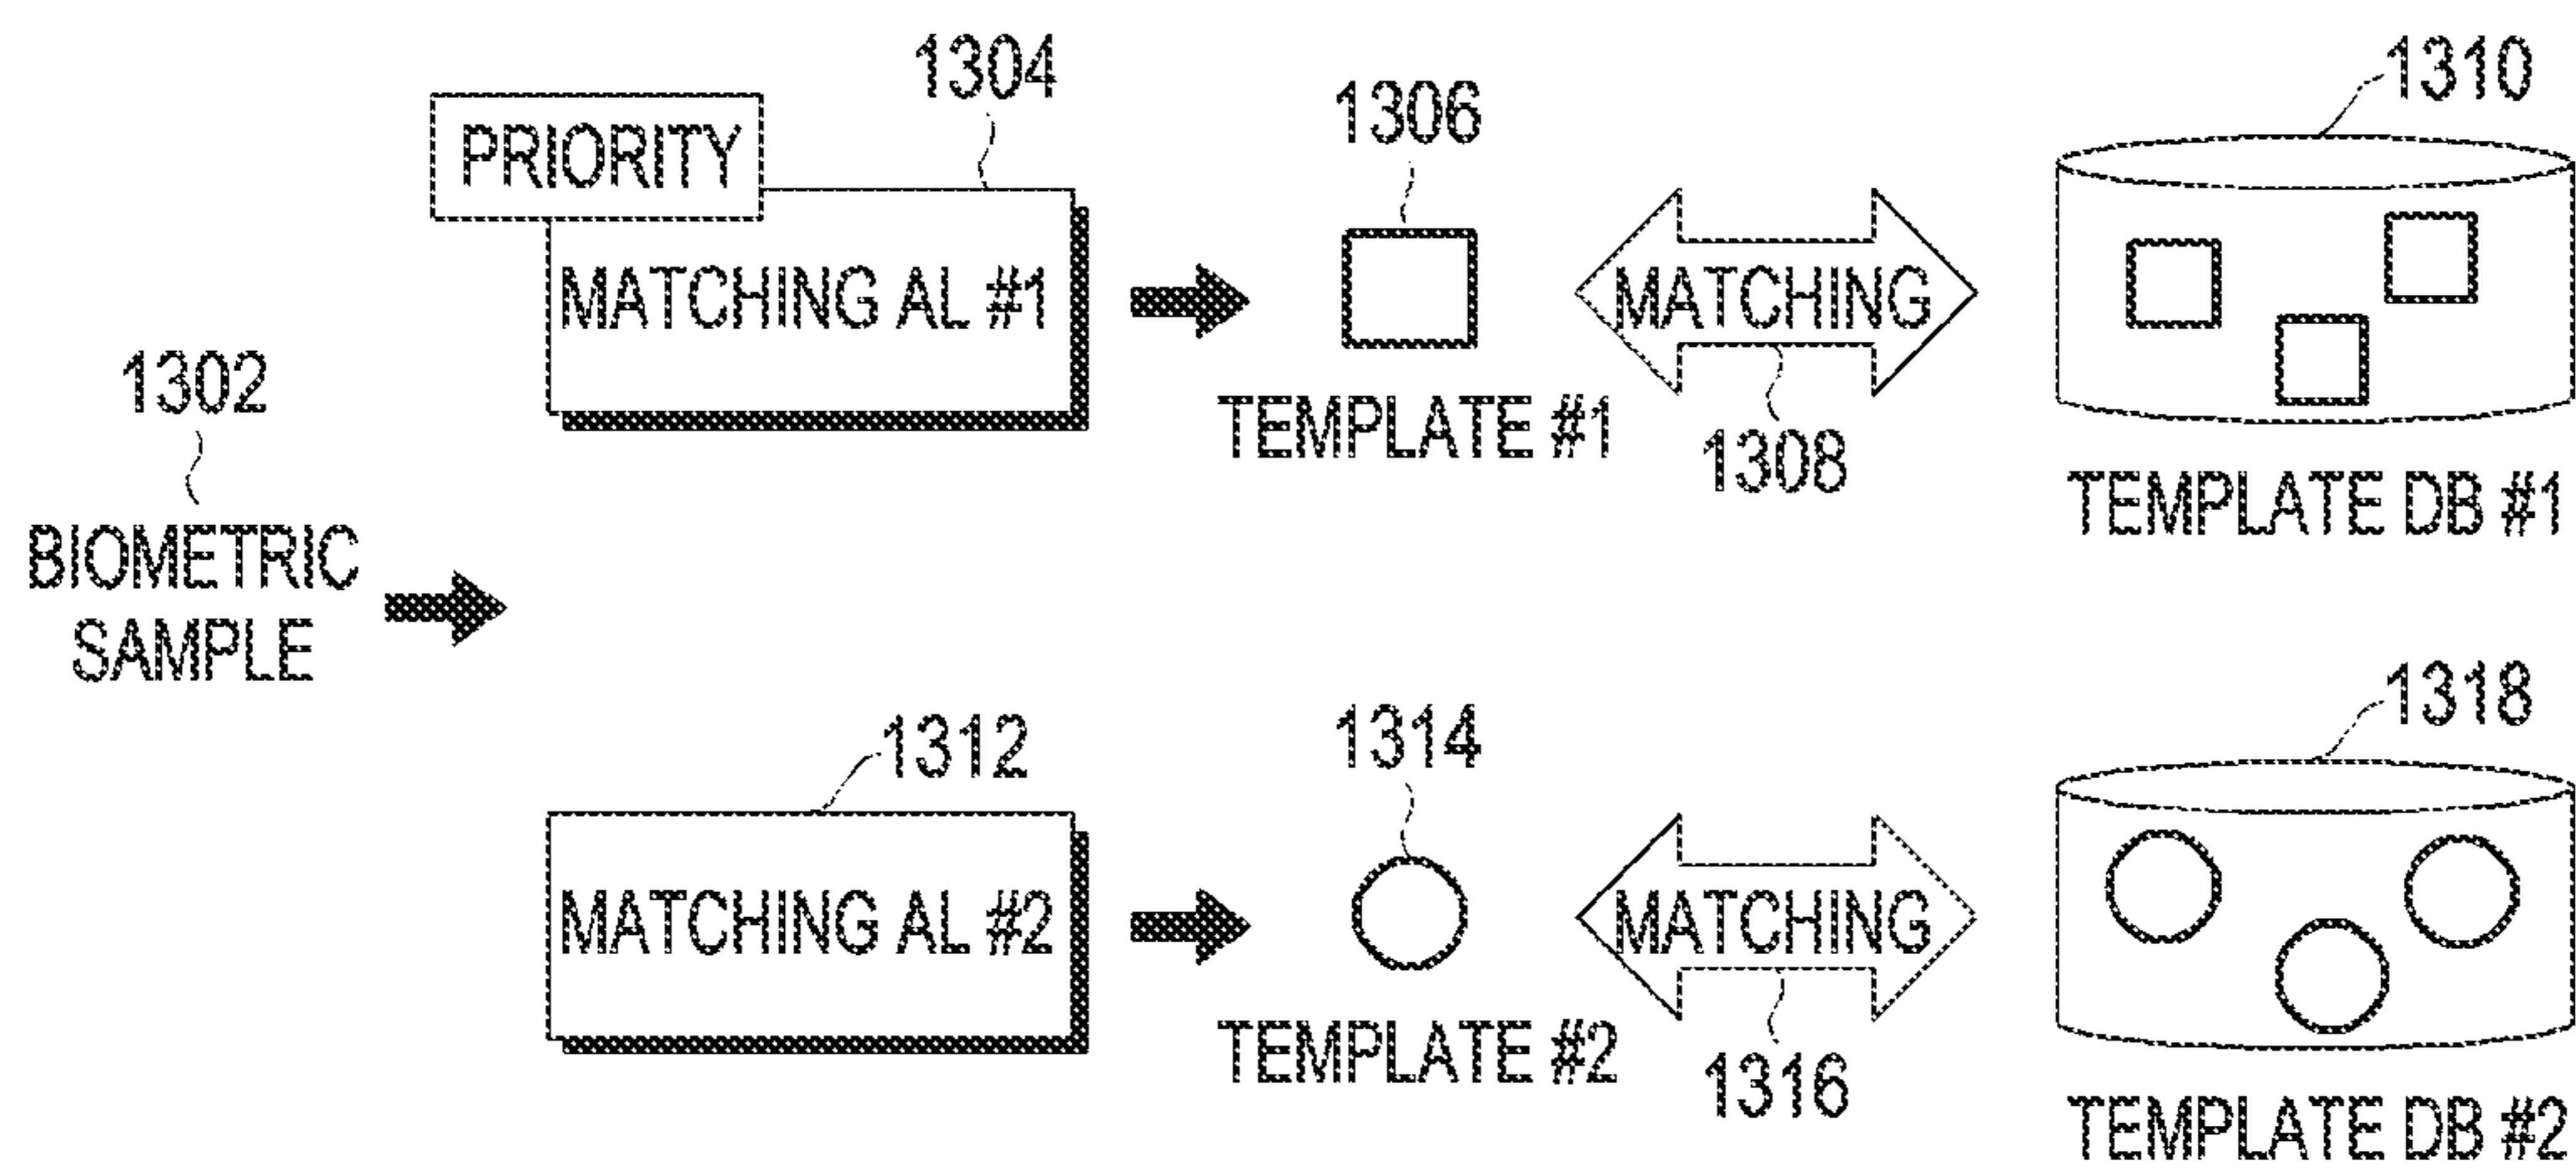 1304
PRIORITY
MATCHING AL #1
1306
TEMPLATE #1
MATCHING
1308
1310
TEMPLATE DB #1
1302
BIOMETRIC
SAMPLE
1312
MATCHING AL #2
1314
TEMPLATE #2
MATCHING
1316
1318
TEMPLATE DB #2